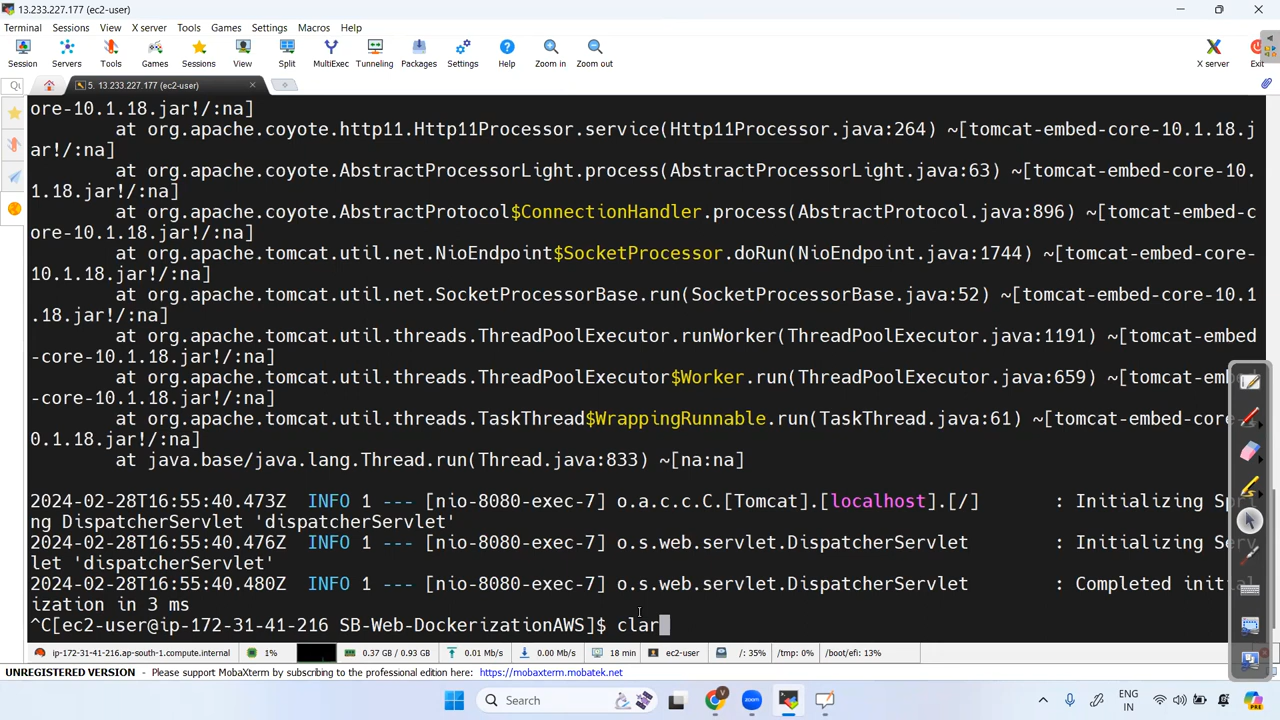 13.233.227.177 (ec2-user)
Terminal Sessions View X server Tools Games Settings Macros Help
Session Servers Tools Games Sessions View Split MultiExec Tunneling Packages Settings Help Zoom in Zoom out X server Exit
5. 13.233.227.177 (ec2-user)
ore-10.1.18.jar!/:na]
at org.apache.coyote.http11.Http11Processor.service(Http11Processor.java:264) ~[tomcat-embed-core-10.1.18.j
ar!/:na]
at org.apache.coyote.AbstractProcessorLight.process(AbstractProcessorLight.java:63) ~[tomcat-embed-core-10.
1.18.jar!/:na]
at org.apache.coyote.AbstractProtocol$ConnectionHandler.process(AbstractProtocol.java:896) ~[tomcat-embed-c
ore-10.1.18.jar!/:na]
at org.apache.tomcat.util.net.NioEndpoint$SocketProcessor.doRun(NioEndpoint.java:1744) ~[tomcat-embed-core-
10.1.18.jar!/:na]
at org.apache.tomcat.util.net.SocketProcessorBase.run(SocketProcessorBase.java:52) ~[tomcat-embed-core-10.1
.18.jar!/:na]
at org.apache.tomcat.util.threads.ThreadPoolExecutor.runWorker(ThreadPoolExecutor.java:1191) ~[tomcat-embed
-core-10.1.18.jar!/:na]
at org.apache.tomcat.util.threads.ThreadPoolExecutor$Worker.run(ThreadPoolExecutor.java:659) ~[tomcat-emb
-core-10.1.18.jar!/:na]
at org.apache.tomcat.util.threads.TaskThread$WrappingRunnable.run(TaskThread.java:61) ~[tomcat-embed-cor
0.1.18.jar!/:na]
at java.base/java.lang.Thread.run(Thread.java:833) ~[na:na]
2024-02-28T16:55:40.473Z INFO 1 --- [nio-8080-exec-7] o.a.c.c.C.[Tomcat].[localhost].[/] : Initializing Spr
ng DispatcherServlet 'dispatcherServlet'
2024-02-28T16:55:40.476Z INFO 1 --- [nio-8080-exec-7] o.s.web.servlet.DispatcherServlet : Initializing Ser
let 'dispatcherServlet'
2024-02-28T16:55:40.480Z INFO 1 --- [nio-8080-exec-7] o.s.web.servlet.DispatcherServlet : Completed initial
ization in 3 ms
^C[ec2-user@ip-172-31-41-216 SB-Web-DockerizationAWS]$ clar
ip-172-31-41-216.ap-south-1.compute.internal 1% 0.37 GB / 0.93 GB 0.01 Mb/s 0.00 Mb/s 18 min ec2-user /: 35% /tmp: 0% /boot/efi: 13%
UNREGISTERED VERSION - Please support MobaXterm by subscribing to the professional edition here: https://mobaxterm.mobatek.net
Search ENG
IN